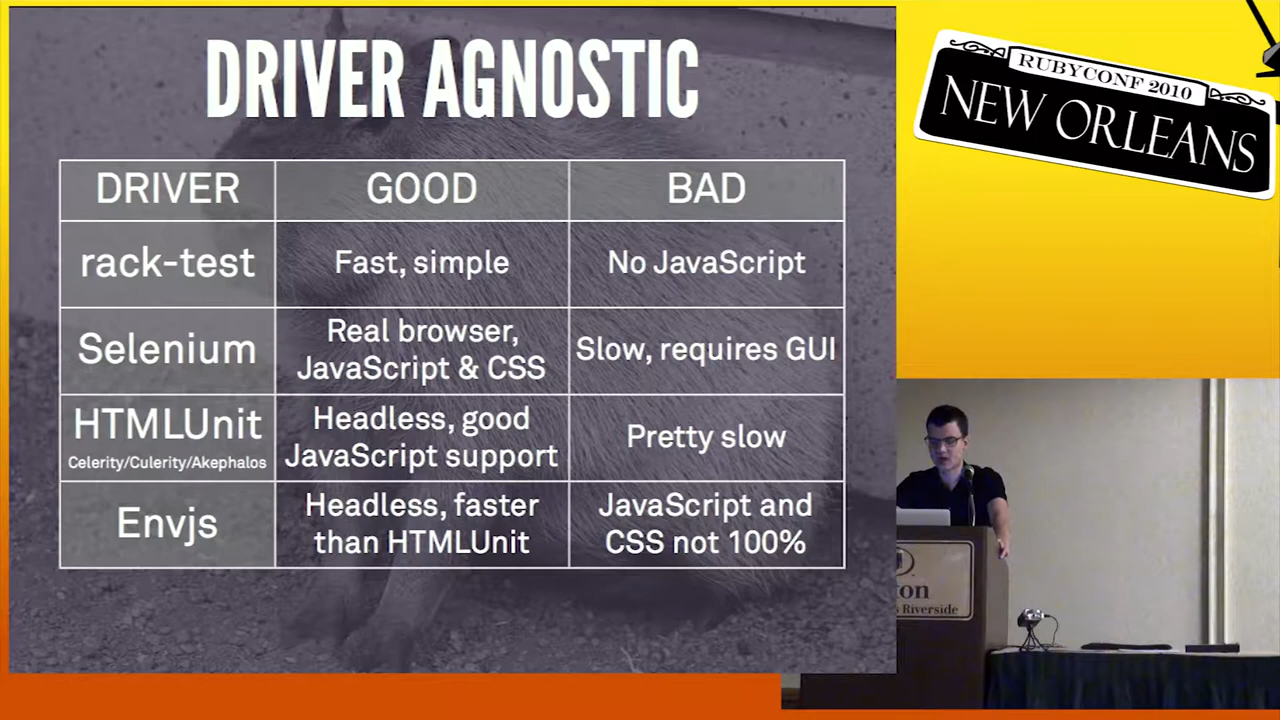 DRIVER AGNOSTIC
DRIVER GOOD BAD
rack-test Fast, simple No JavaScript
Selenium Real browser,
JavaScript & CSS Slow, requires GUI
HTMLUnit
Celerity/Culerity/Akephalos Headless, good
JavaScript support Pretty slow
Envjs Headless, faster
than HTMLUnit JavaScript and
CSS not 100%
RUBYCONF 2010
NEW ORLEANS
Riverside